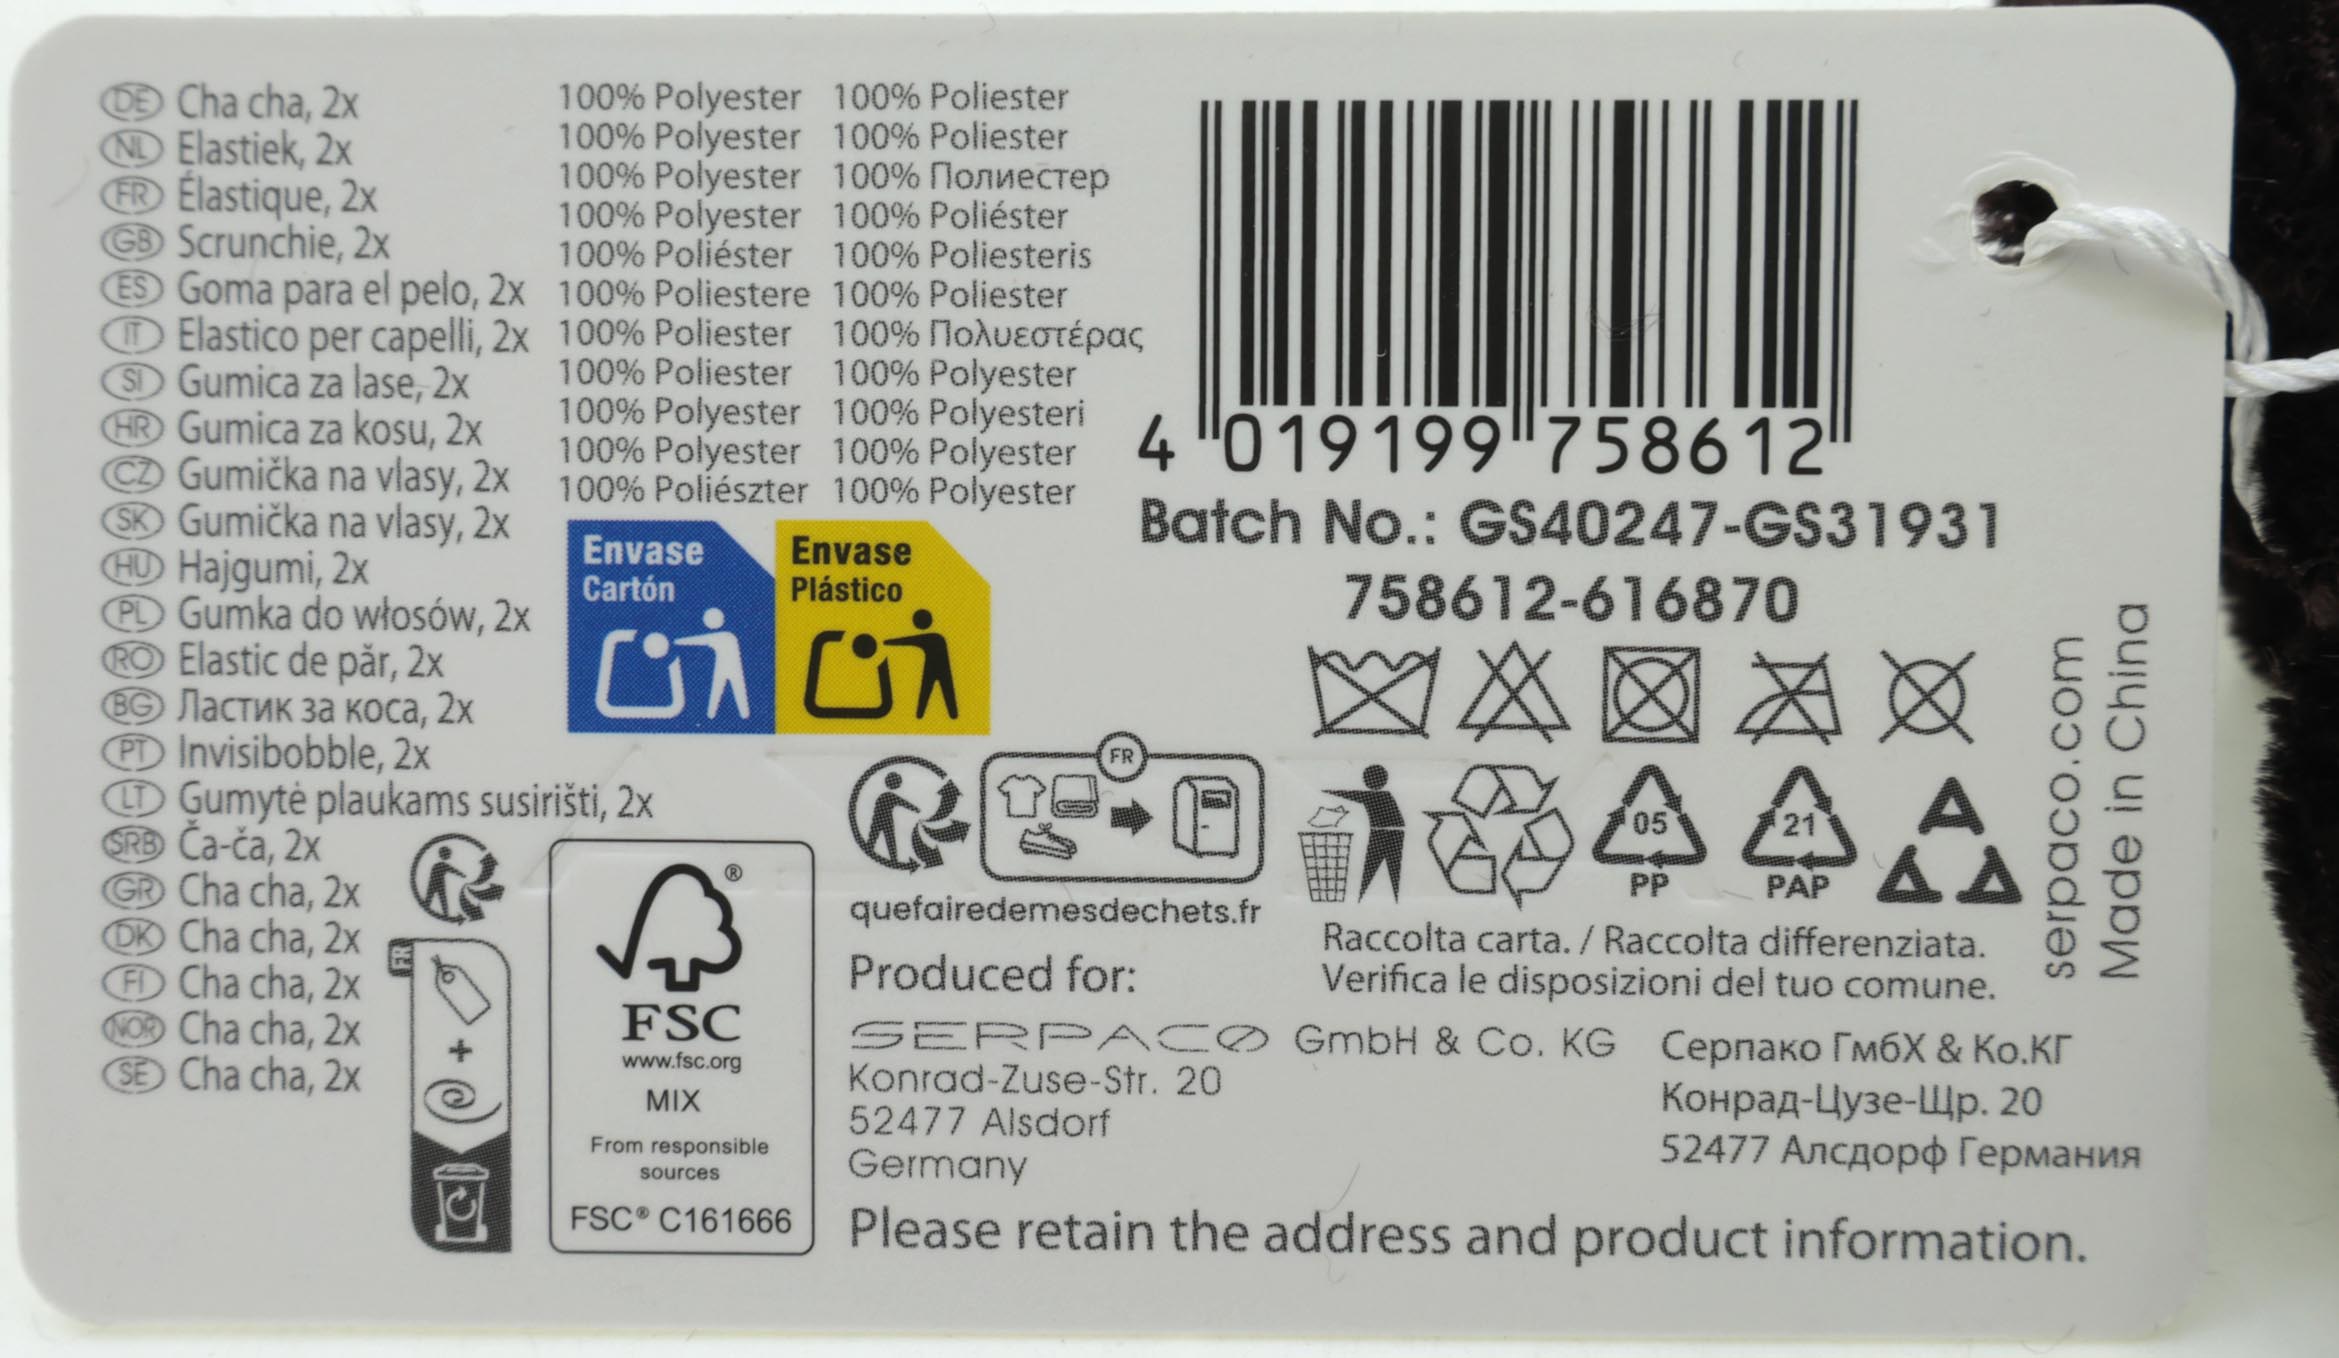 DE Cha cha, 2x
NL Elastiek, 2x
FR Élastique, 2x
GB Scrunchie, 2x
ES Goma para el pelo, 2x
IT Elastico per capelli, 2x
SI Gumica za lase, 2x
HR Gumica za kosu, 2x
CZ Gumička na vlasy, 2x
SK Gumička na vlasy, 2x
HU Hajgumi, 2x
PL Gumka do włosów, 2x
RO Elastic de păr, 2x
BG Ластик за коса, 2x
PT Invisibobble, 2x
LT Gumytė plaukams susirišti, 2x
SRB Ča-ča, 2x
GR Cha cha, 2x
DK Cha cha, 2x
FI Cha cha, 2x
NOR Cha cha, 2x
SE Cha cha, 2x
100% Polyester
100% Polyester
100% Polyester
100% Polyester
100% Poliéster
100% Poliestere
100% Poliester
100% Poliester
100% Polyester
100% Polyester
100% Poliészter
100% Poliester
100% Poliester
100% Полиестер
100% Poliéster
100% Poliesteris
100% Poliester
100% Πολυεστέρας
100% Polyester
100% Polyesteri
100% Polyester
100% Polyester
Envase
Cartón
Envase
Plástico
4 019199 758612
Batch No.: GS40247-GS31931
758612-616870
FR
FR
quefairedemesdechets.fr
FSC®
www.fsc.org
MIX
From responsible
sources
FSC® C161666
05
PP
21
PAP
Raccolta carta. / Raccolta differenziata.
Verifica le disposizioni del tuo comune.
serpaco.com
Made in China
Produced for:
SERPACO GmbH & Co. KG
Konrad-Zuse-Str. 20
52477 Alsdorf
Germany
Серпако ГмбХ & Ко.КГ
Конрад-Цузе-Щр. 20
52477 Алсдорф Германия
Please retain the address and product information.